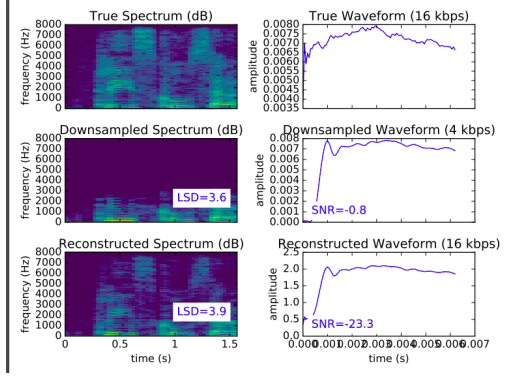 True Spectrum (dB)
frequency (Hz)
8000
7000
6000
5000
4000
3000
2000
1000
0
True Waveform (16 kbps)
amplitude
0.0080
0.0075
0.0070
0.0065
0.0060
0.0055
0.0050
0.0045
0.0040
0.0035
Downsampled Spectrum (dB)
frequency (Hz)
8000
7000
6000
5000
4000
3000
2000
1000
0
LSD=3.6
Downsampled Waveform (4 kbps)
amplitude
0.008
0.007
0.006
0.005
0.004
0.003
0.002
0.001
0.000
SNR=-0.8
Reconstructed Spectrum (dB)
frequency (Hz)
8000
7000
6000
5000
4000
3000
2000
1000
0
LSD=3.9
0 0.5 1.0 1.5
time (s)
Reconstructed Waveform (16 kbps)
amplitude
2.5
2.0
1.5
1.0
0.5
0.0
SNR=-23.3
0.000 0.001 0.002 0.003 0.004 0.005 0.006 0.007
time (s)